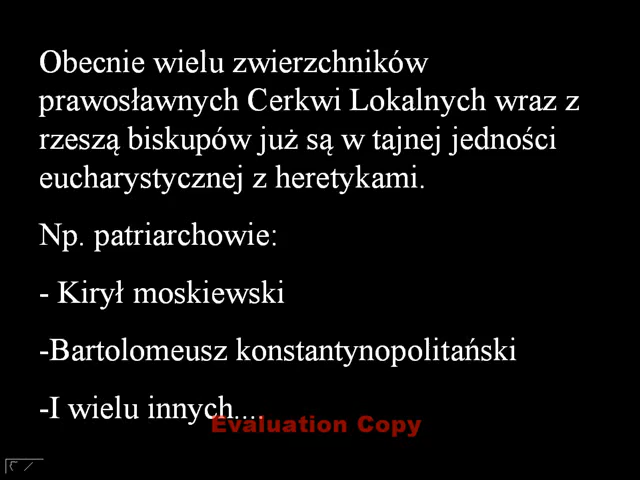 Obecnie wielu zwierzchników
prawosławnych Cerkwi Lokalnych wraz z
rzeszą biskupów już są w tajnej jedności
eucharystycznej z heretykami.
Np. patriarchowie:
- Kirył moskiewski
-Bartolomeusz konstantynopolitański
-I wielu innych....
Evaluation Copy